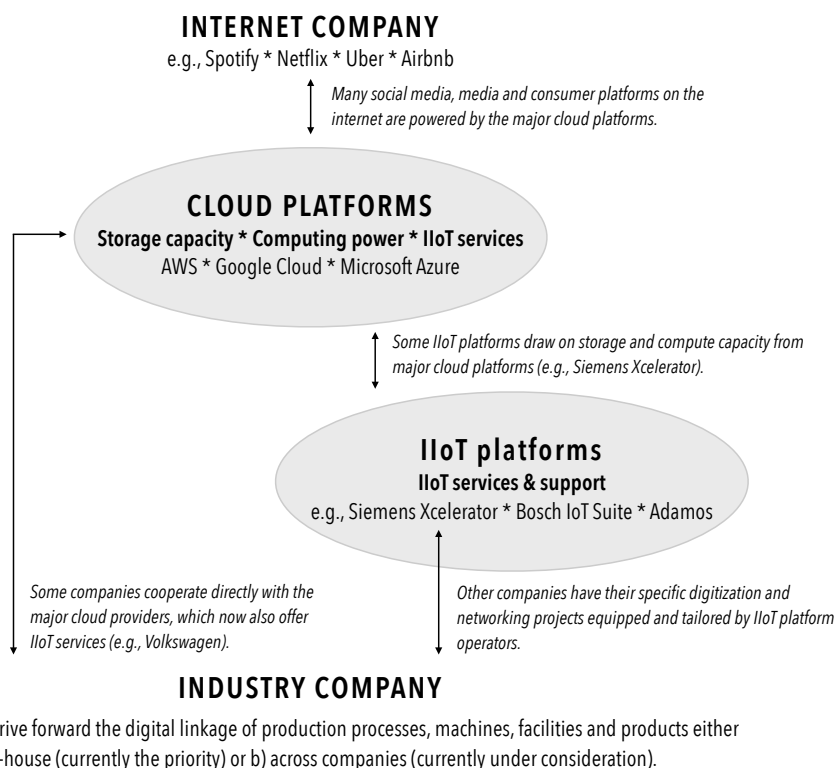 INTERNET COMPANY
e.g., Spotify * Netflix * Uber * Airbnb
Many social media, media and consumer platforms on the
internet are powered by the major cloud platforms.
CLOUD PLATFORMS
Storage capacity * Computing power * IIoT services
AWS * Google Cloud * Microsoft Azure
Some IIoT platforms draw on storage and compute capacity from
major cloud platforms (e.g., Siemens Xcelerator).
IIoT platforms
IIoT services & support
e.g., Siemens Xcelerator * Bosch IoT Suite * Adamos
Some companies cooperate directly with the
major cloud providers, which now also offer
IIoT services (e.g., Volkswagen).
Other companies have their specific digitization and
networking projects equipped and tailored by IIoT platform
operators.
INDUSTRY COMPANY
rive forward the digital linkage of production processes, machines, facilities and products either
-house (currently the priority) or b) across companies (currently under consideration).